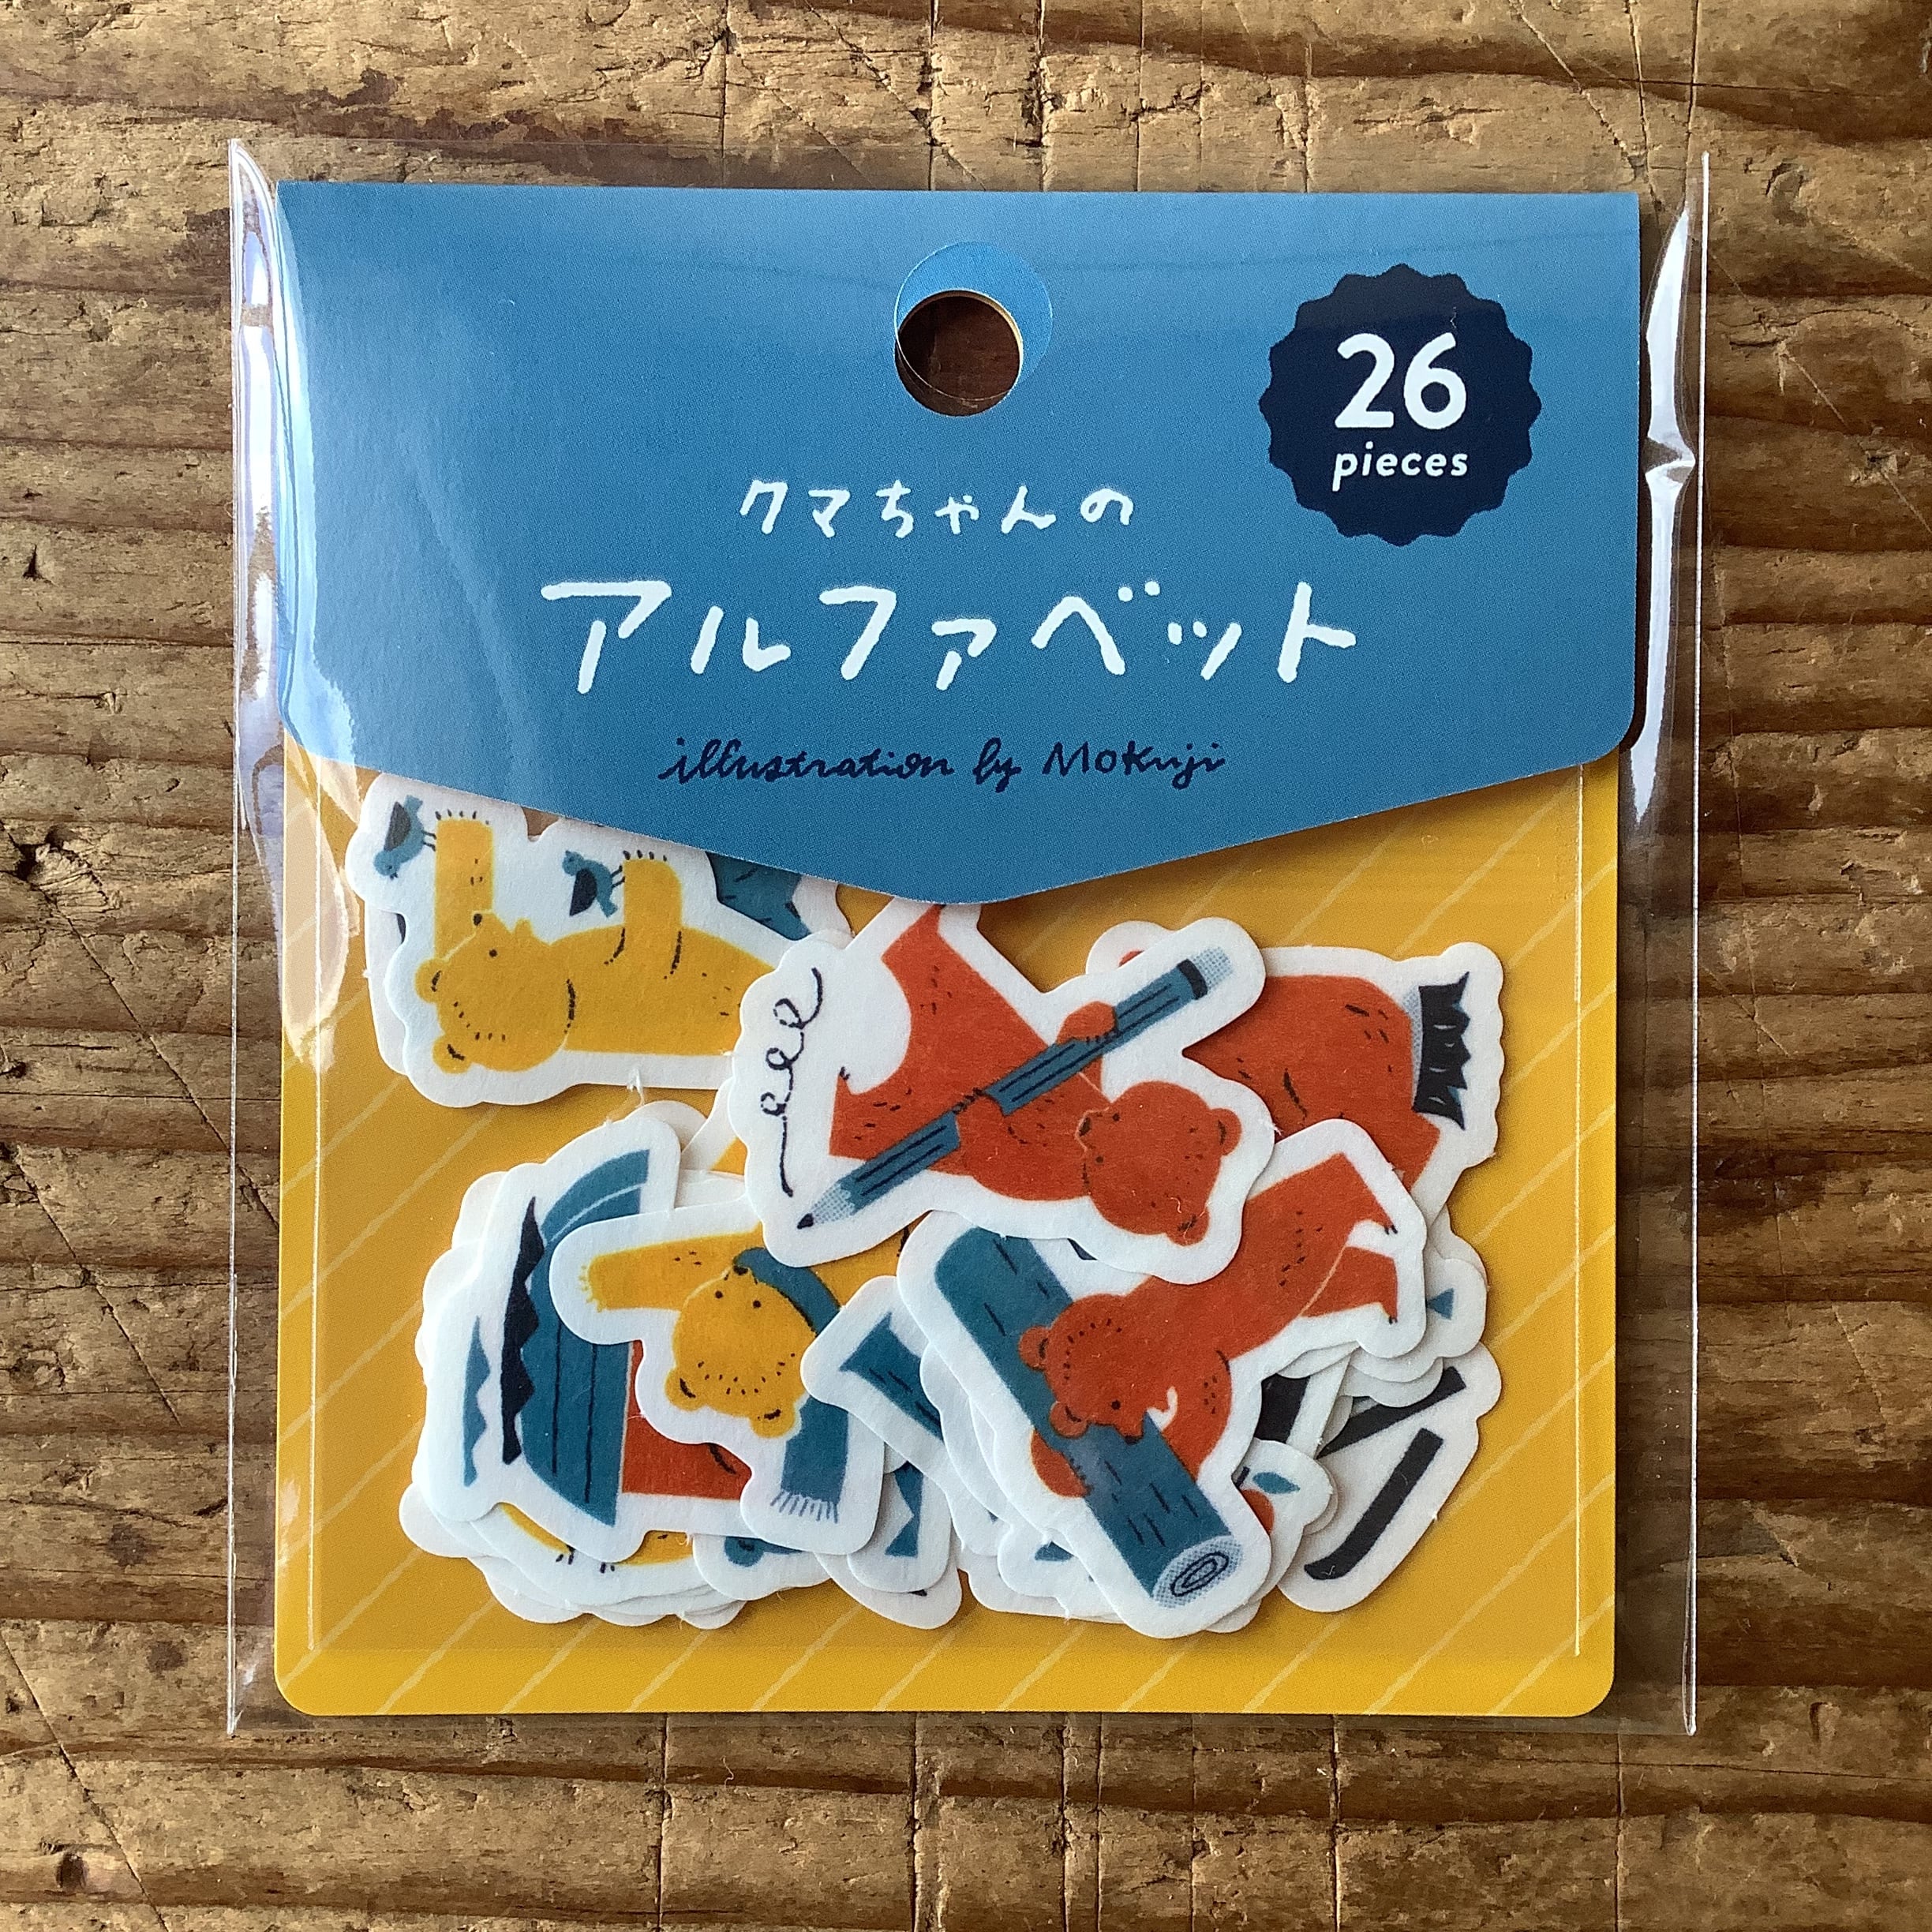 26
pieces
クマちゃんの
アルファベット
illustration by Mokuji